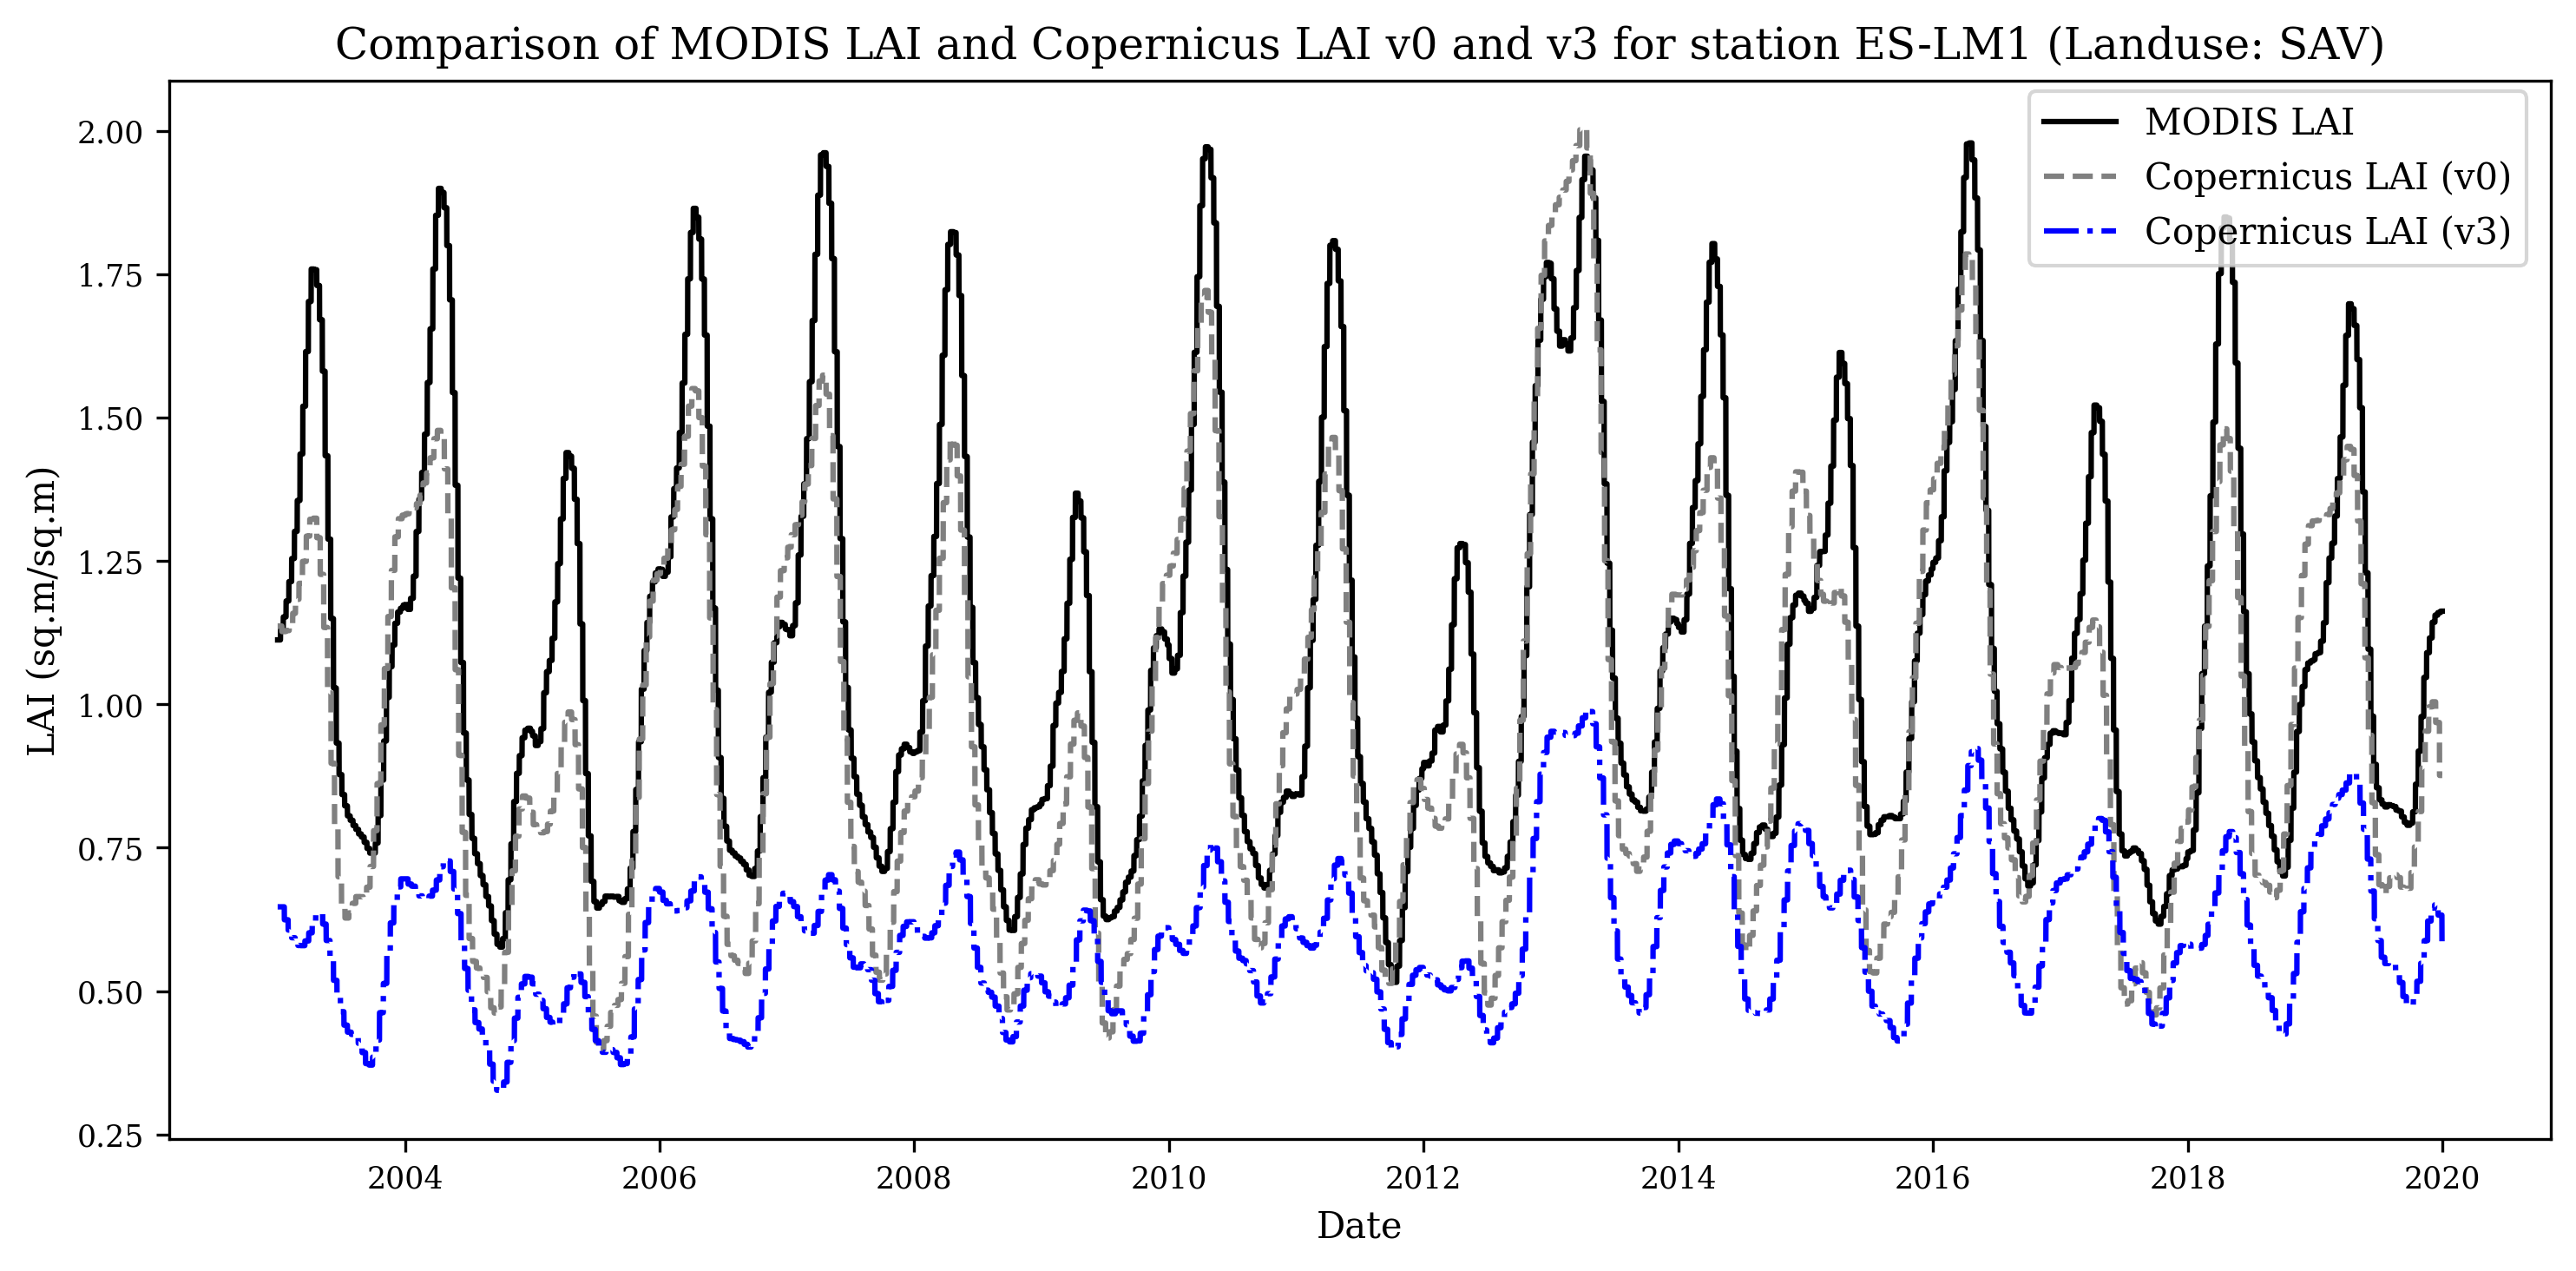 Comparison of MODIS LAI and Copernicus LAI v0 and v3 for station ES-LM1 (Landuse: SAV)
MODIS LAI
Copernicus LAI (v0)
Copernicus LAI (v3)
LAI (sq.m/sq.m)
2.00
1.75
1.50
1.25
1.00
0.75
0.50
0.25
2004 2006 2008 2010 2012 2014 2016 2018 2020
Date